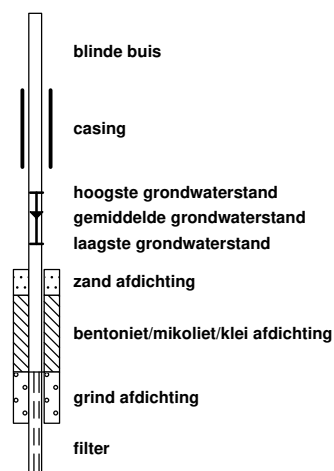 blinde buis
casing
hoogste grondwaterstand
gemiddelde grondwaterstand
laagste grondwaterstand
zand afdichting
bentoniet/mikoliet/klei afdichting
grind afdichting
filter